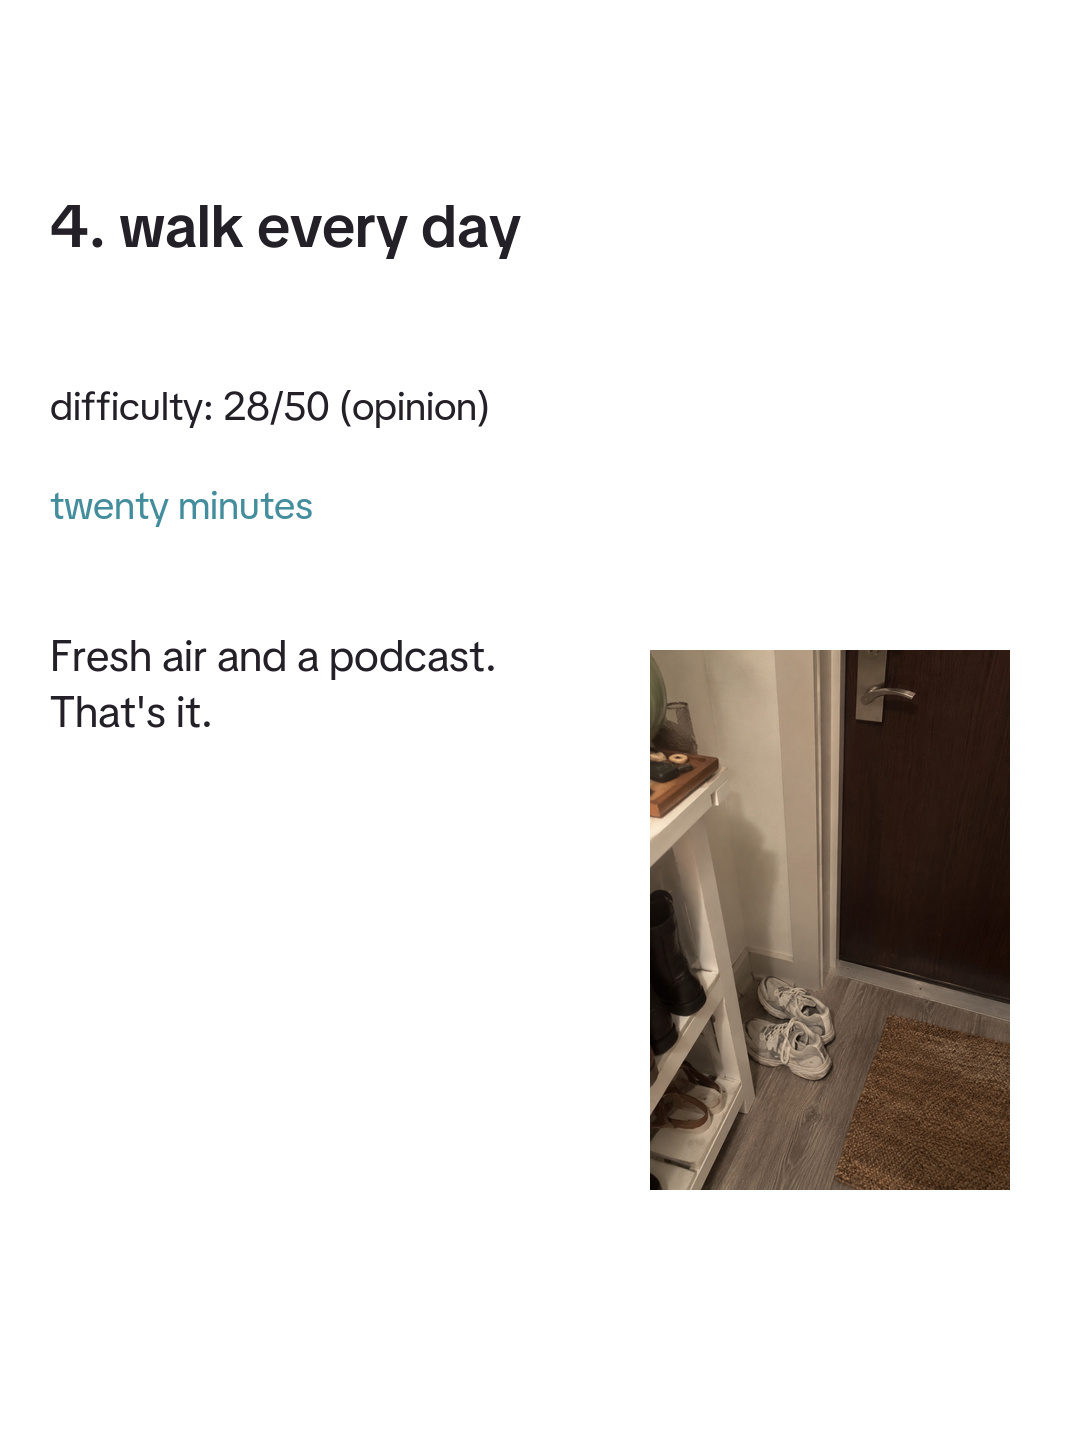 4. walk every day
difficulty: 28/50 (opinion)
twenty minutes
Fresh air and a podcast.
That's it.